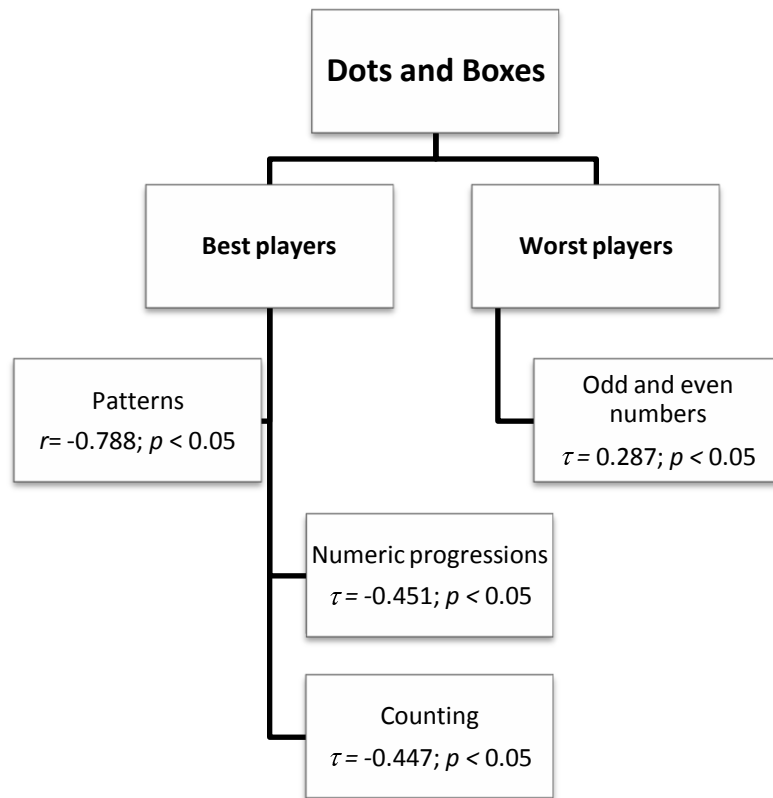 Dots and Boxes
Best players
Worst players
Patterns
r= -0.788; p < 0.05
Odd and even
numbers
τ = 0.287; p < 0.05
Numeric progressions
τ = -0.451; p < 0.05
Counting
τ = -0.447; p < 0.05